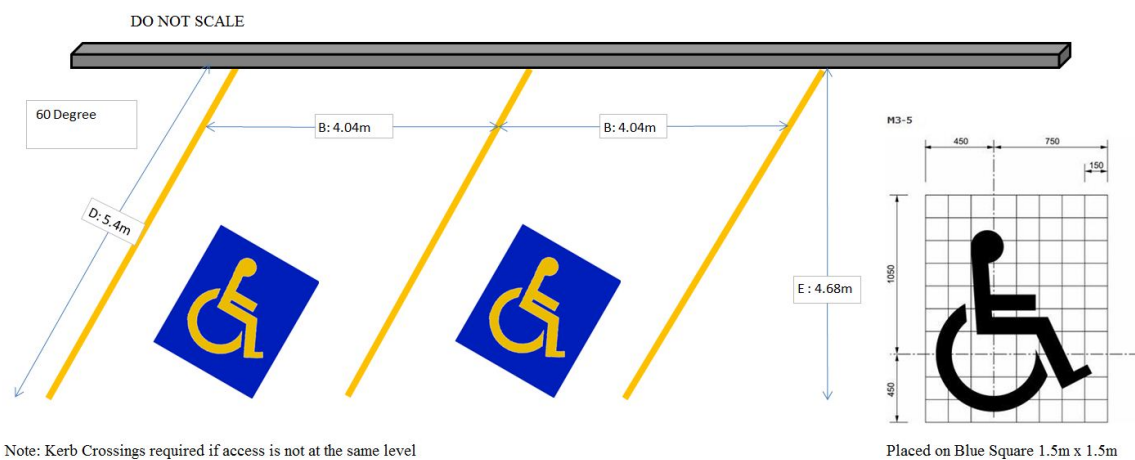 DO NOT SCALE
60 Degree
B: 4.04m
B: 4.04m
D: 5.4m
E : 4.68m
M3-5
450
750
150
1050
450
Note: Kerb Crossings required if access is not at the same level
Placed on Blue Square 1.5m x 1.5m